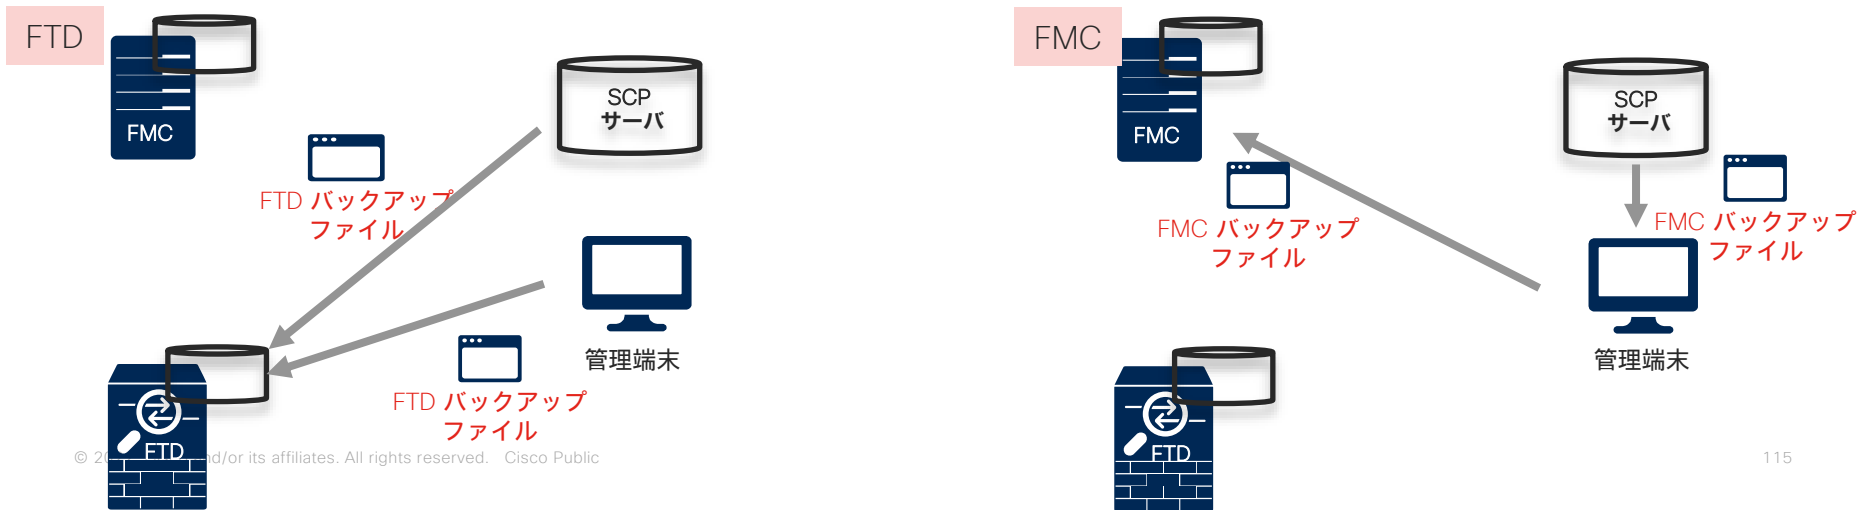 FTD
FMC
SCP
サーバ
FTD バックアップ
ファイル
管理端末
FTD バックアップ
ファイル
FTD
© 20 nd/or its affiliates. All rights reserved. Cisco Public
FMC
FMC
SCP
サーバ
FMC バックアップ
ファイル
FMC バックアップ
ファイル
管理端末
FTD
115